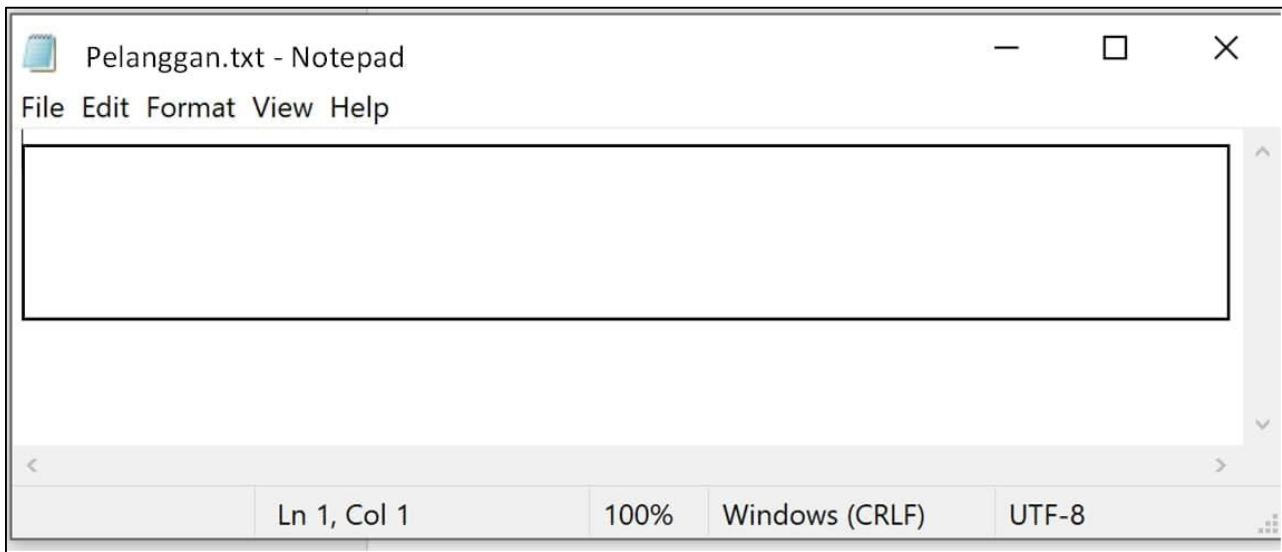 Pelanggan.txt - Notepad
File Edit Format View Help
Ln 1, Col 1 100% Windows (CRLF) UTF-8